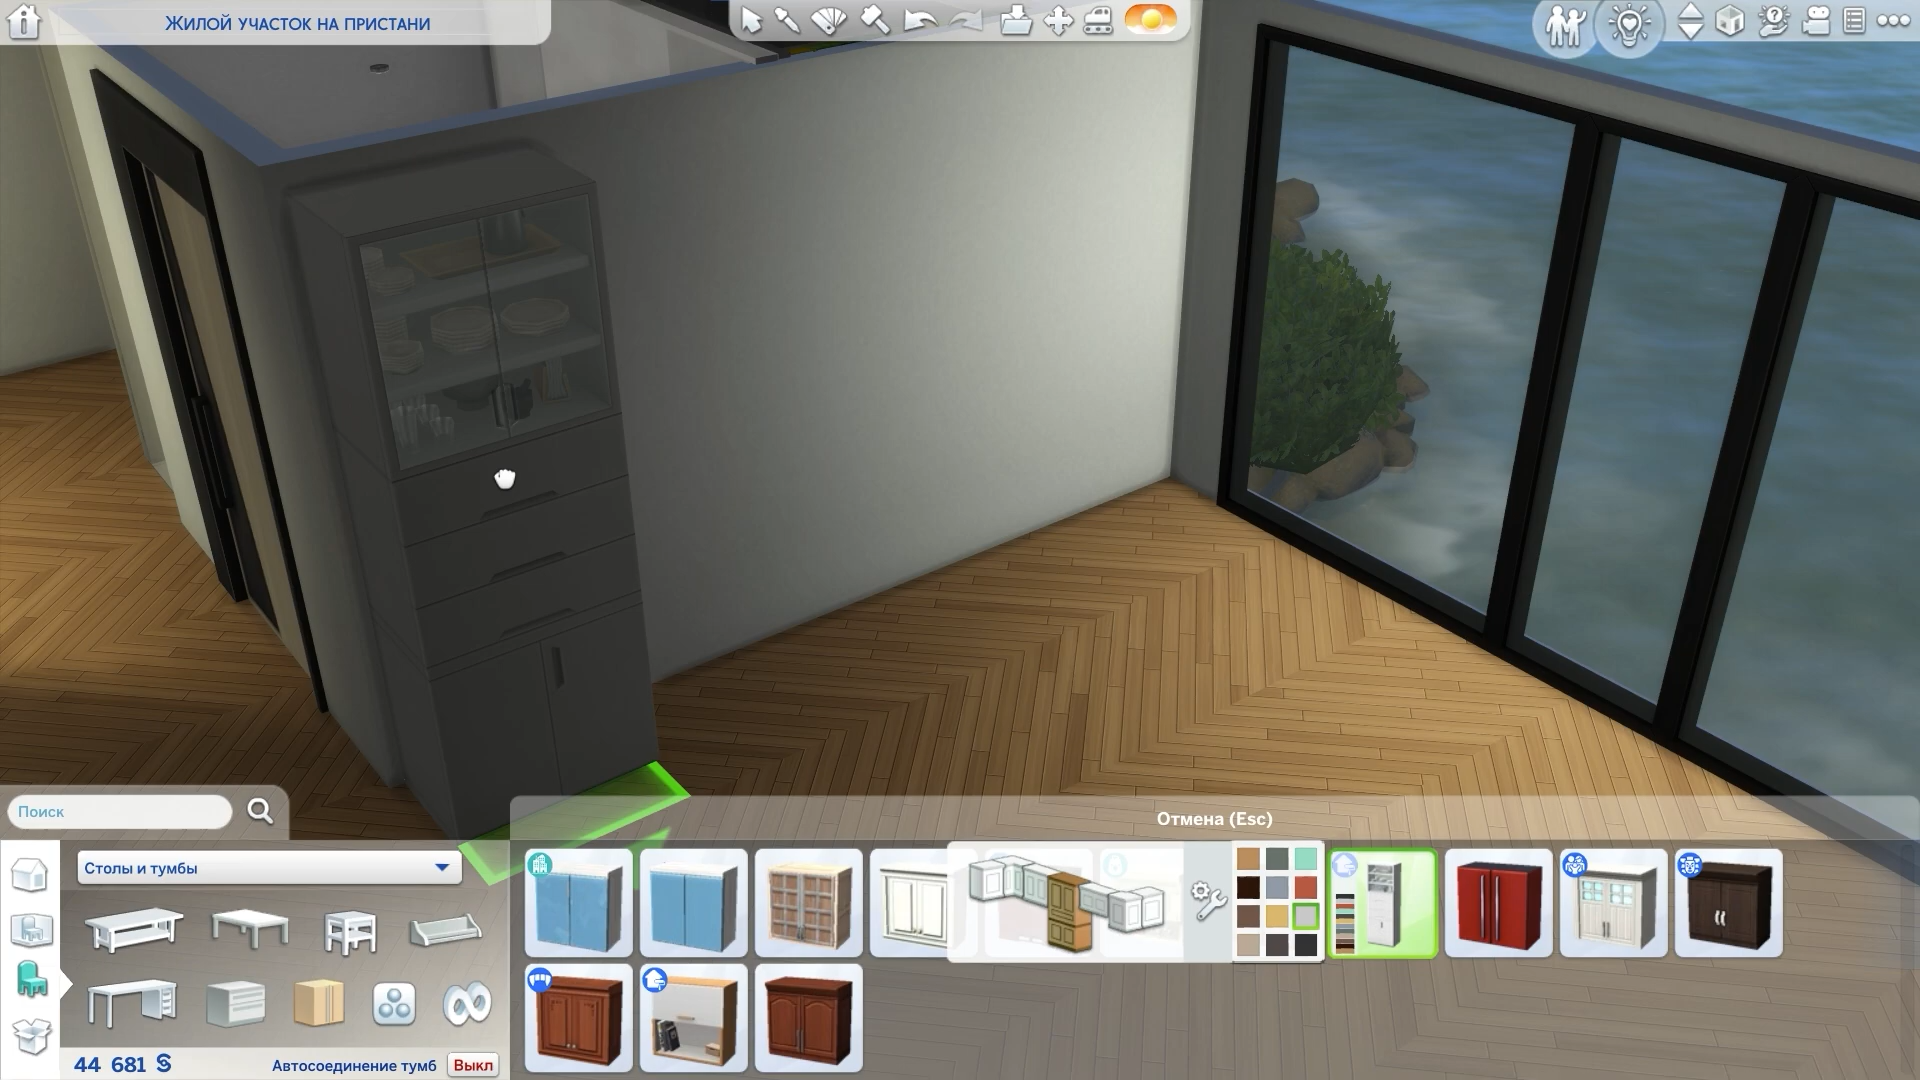 Жилой участок на пристани
Поиск
Отмена (Esc)
Столы и тумбы
44 681 §
Автосоединение тумб
Выкл